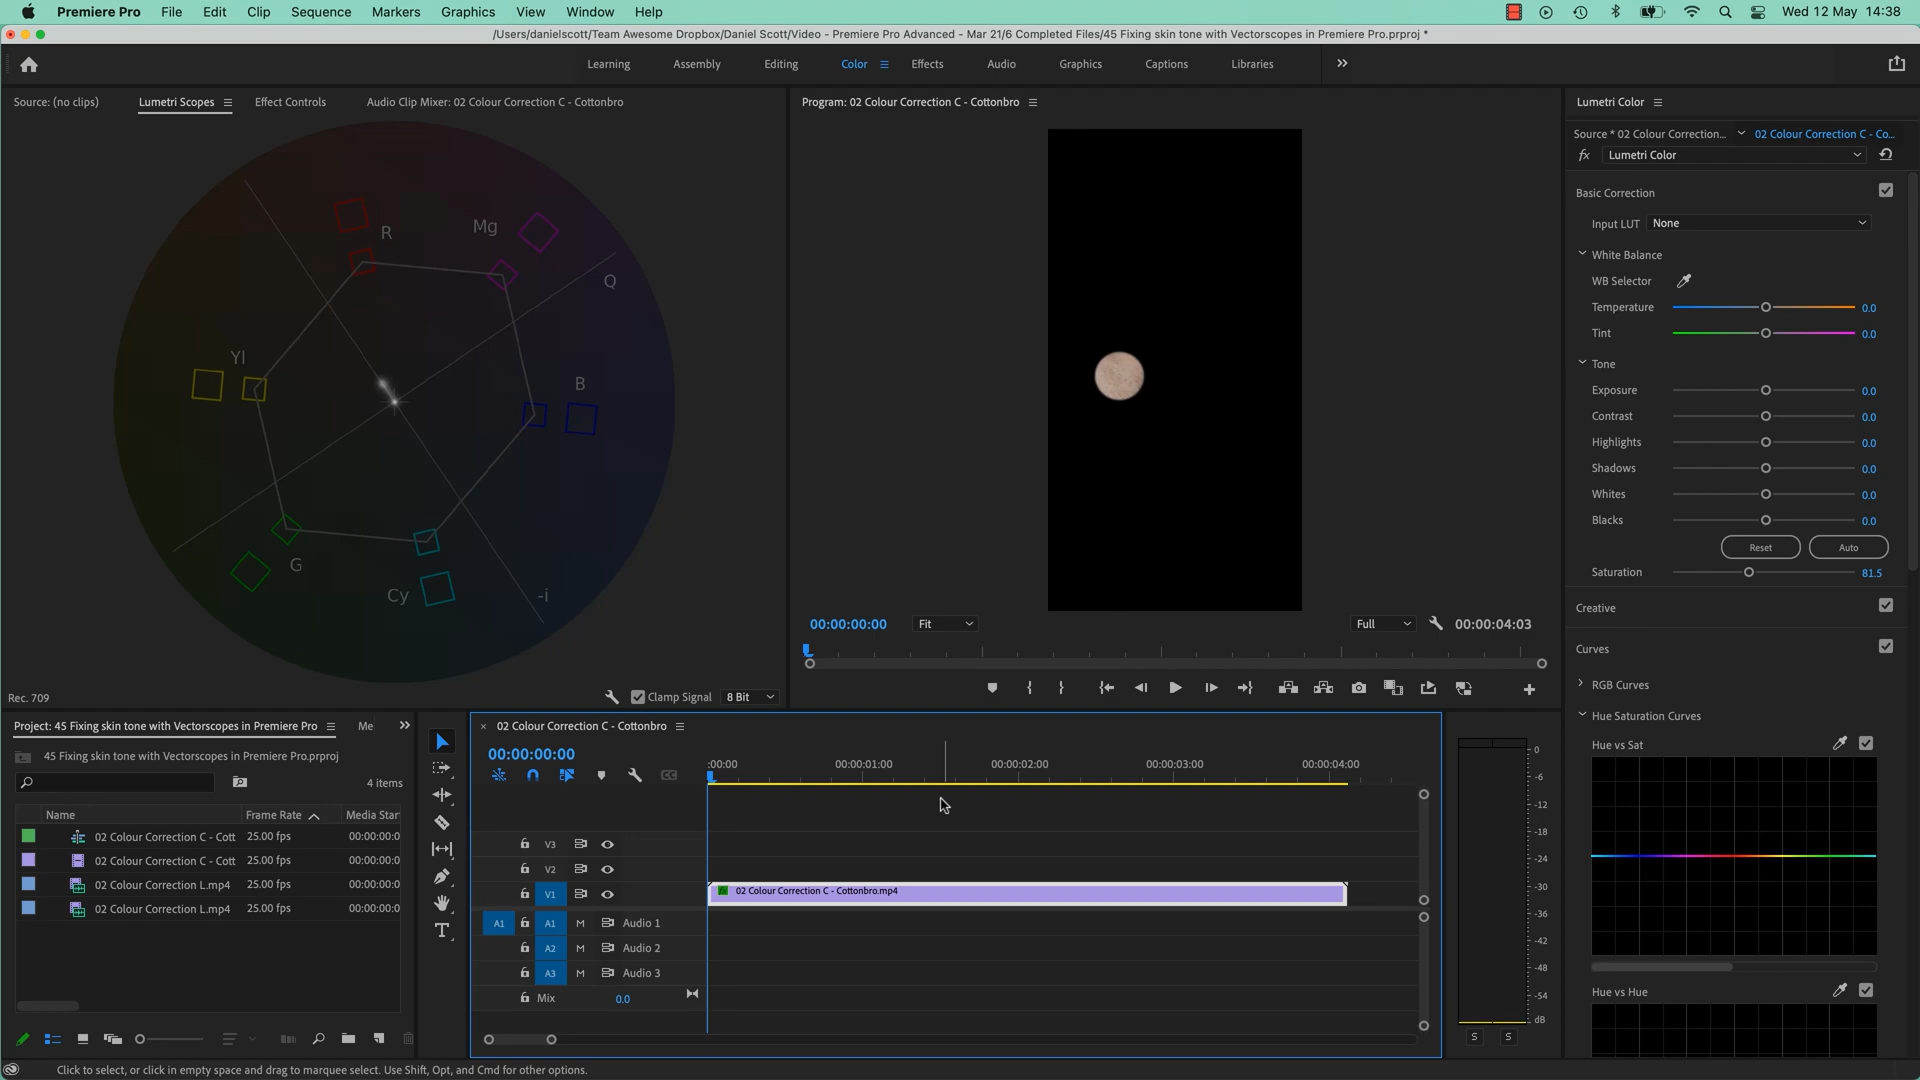 Premiere Pro File Edit Clip Sequence Markers Graphics View Window Help Wed 12 May 14:38
/Users/danielscott/Team Awesome Dropbox/Daniel Scott/Video - Premiere Pro Advanced - Mar 21/6 Completed Files/45 Fixing skin tone with Vectorscopes in Premiere Pro.prproj *
Learning Assembly Editing Color Effects Audio Graphics Captions Libraries
Source: (no clips) Lumetri Scopes Effect Controls Audio Clip Mixer: 02 Colour Correction C - Cottonbro
R
Mg
Q
Yl
B
G
Cy
-i
Rec. 709 Clamp Signal 8 Bit
Program: 02 Colour Correction C - Cottonbro
00:00:00:00 Fit Full 00:00:04:03
Lumetri Color
Source * 02 Colour Correction... 02 Colour Correction C - Co...
fx Lumetri Color
Basic Correction
Input LUT None
White Balance
WB Selector
Temperature 0.0
Tint 0.0
Tone
Exposure 0.0
Contrast 0.0
Highlights 0.0
Shadows 0.0
Whites 0.0
Blacks 0.0
Reset Auto
Saturation 81.5
Creative
Curves
RGB Curves
Hue Saturation Curves
Hue vs Sat
Hue vs Hue
Project: 45 Fixing skin tone with Vectorscopes in Premiere Pro Me
45 Fixing skin tone with Vectorscopes in Premiere Pro.prproj
4 items
Name Frame Rate Media Star
02 Colour Correction C - Cott 25.00 fps 00:00:00:0
02 Colour Correction C - Cott 25.00 fps 00:00:00:0
02 Colour Correction L.mp4 25.00 fps 00:00:00:0
02 Colour Correction L.mp4 25.00 fps 00:00:00:0
× 02 Colour Correction C - Cottonbro
00:00:00:00
:00:00 00:00:01:00 00:00:02:00 00:00:03:00 00:00:04:00
V3
V2
V1 fx 02 Colour Correction C - Cottonbro.mp4
A1 A1 M Audio 1
A2 M Audio 2
A3 M Audio 3
Mix 0.0
0
-6
-12
-18
-24
-30
-36
-42
-48
-54
dB
S S
Click to select, or click in empty space and drag to marquee select. Use Shift, Opt, and Cmd for other options.